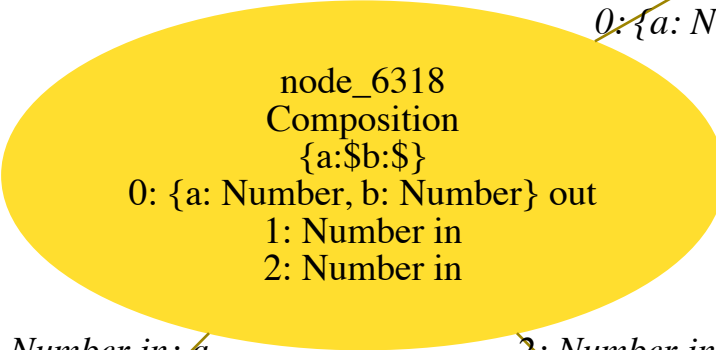 0: {a: N
node_6318
Composition
{a:$b:$}
0: {a: Number, b: Number} out
1: Number in
2: Number in
Number in: a
2: Number in